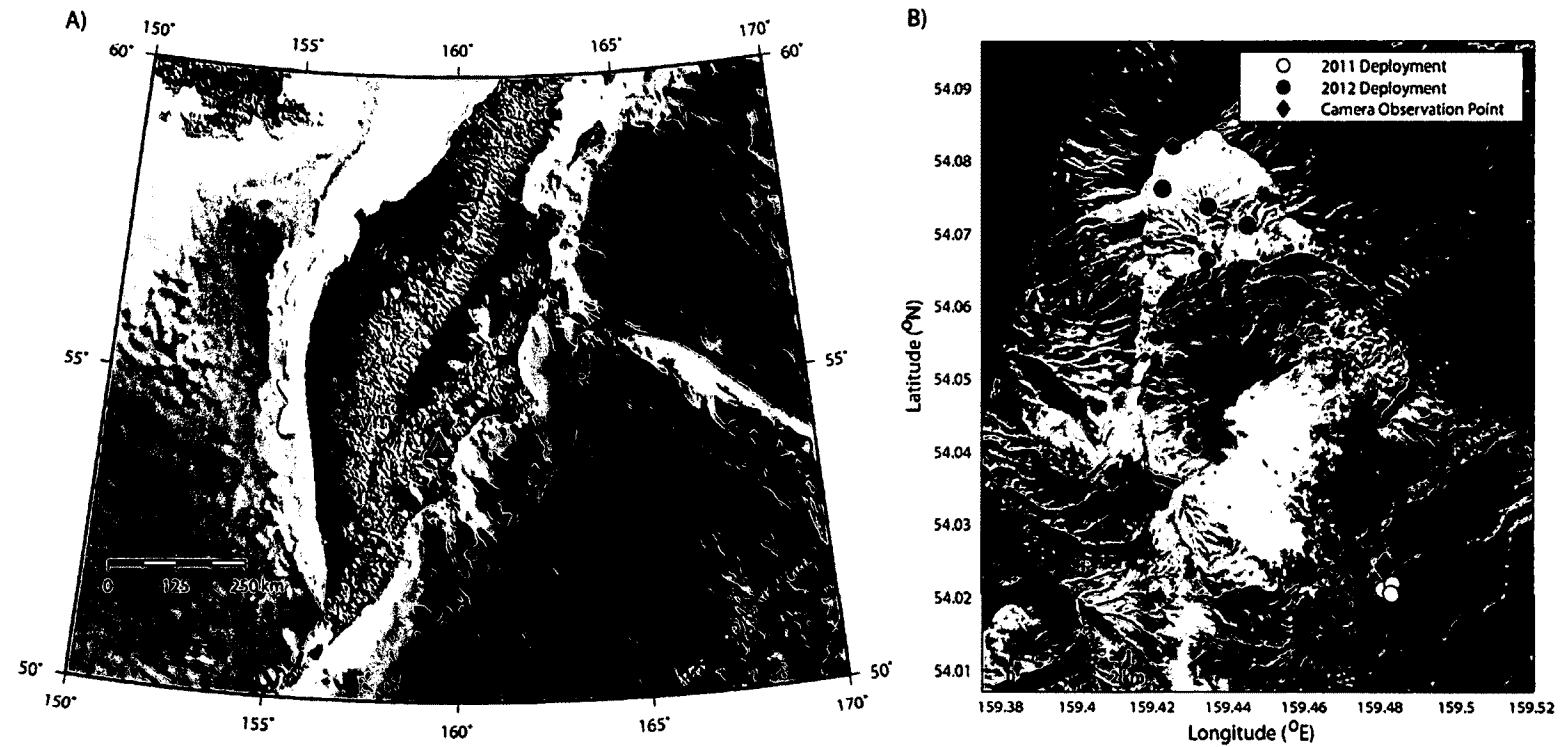 A)
150° 155° 160° 165° 170°
60° 60°
55° 55°
0 125 250 km
50° 50°
150° 155° 160° 165° 170°
B)
2011 Deployment
2012 Deployment
Camera Observation Point
54.09
54.08
54.07
54.06
54.05
54.04
54.03
54.02
54.01
Latitude (°N)
2km
159.38 159.4 159.42 159.44 159.46 159.48 159.5 159.52
Longitude (°E)